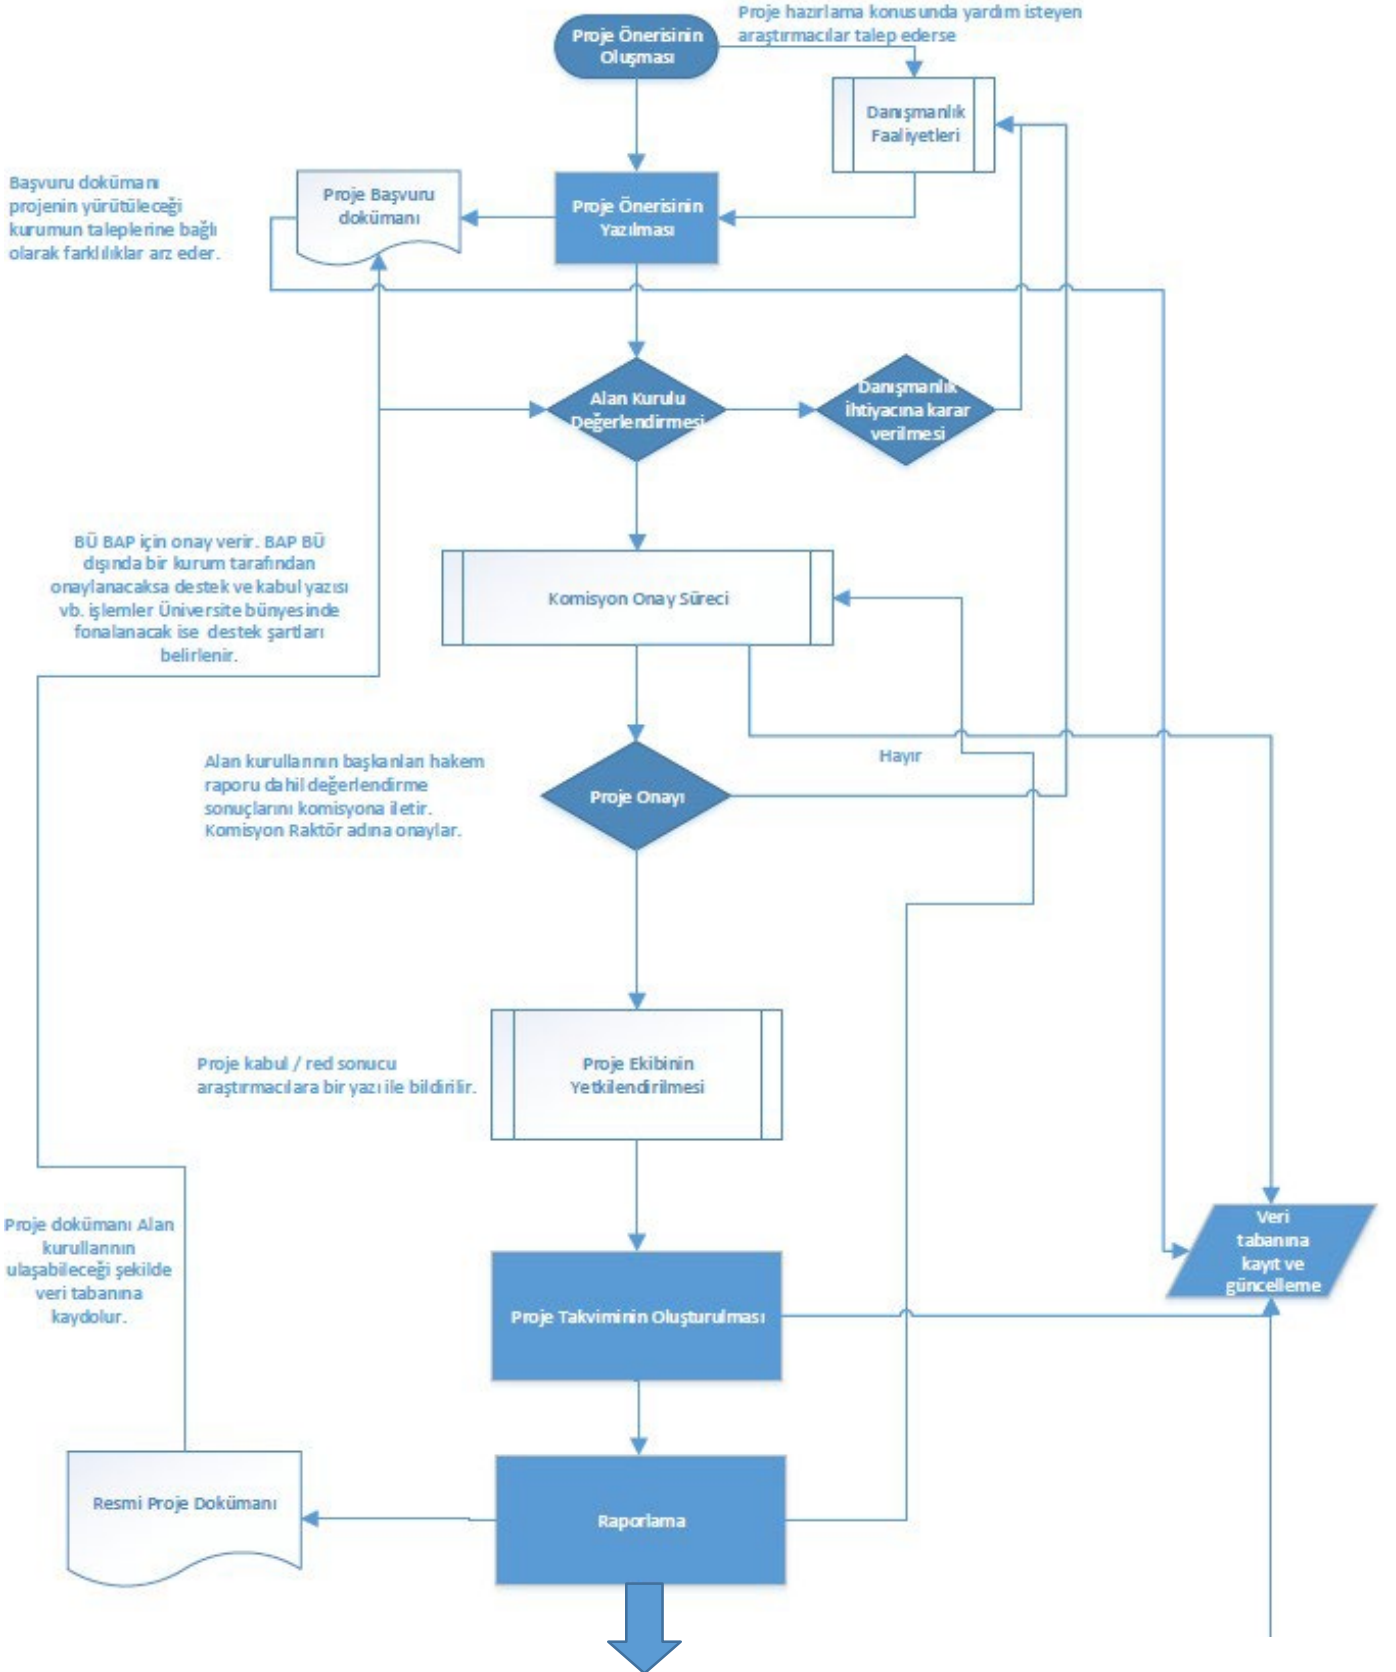 Proje hazırlama konusunda yardım isteyen
araştırmacılar talep ederse
Proje Önerisinin
Oluşması
Danışmanlık
Faaliyetleri
Başvuru dokümanı
projenin yürütüleceği
kurumun taleplerine bağlı
olarak farklılıklar arz eder.
Proje Başvuru
dokümanı
Proje Önerisinin
Yazılması
Alan Kurulu
Değerlendirmesi
Danışmanlık
İhtiyacına karar
verilmesi
BÜ BAP için onay verir. BAP BÜ
dışında bir kurum tarafından
onaylanacaksa destek ve kabul yazısı
vb. işlemler Üniversite bünyesinde
fonalanacak ise destek şartları
belirlenir.
Komisyon Onay Süreci
Hayır
Alan kurullarının başkanları hakem
raporu dahil değerlendirme
sonuçlarını komisyona iletir.
Komisyon Raktör adına onaylar.
Proje Onayı
Proje kabul / red sonucu
araştırmacılara bir yazı ile bildirilir.
Proje Ekibinin
Yetkilendirilmesi
Proje dokümanı Alan
kurullarının
ulaşabileceği şekilde
veri tabanına
kaydolur.
Veri
tabanına
kayıt ve
güncelleme
Proje Takviminin Oluşturulması
Resmi Proje Dokümanı
Raporlama